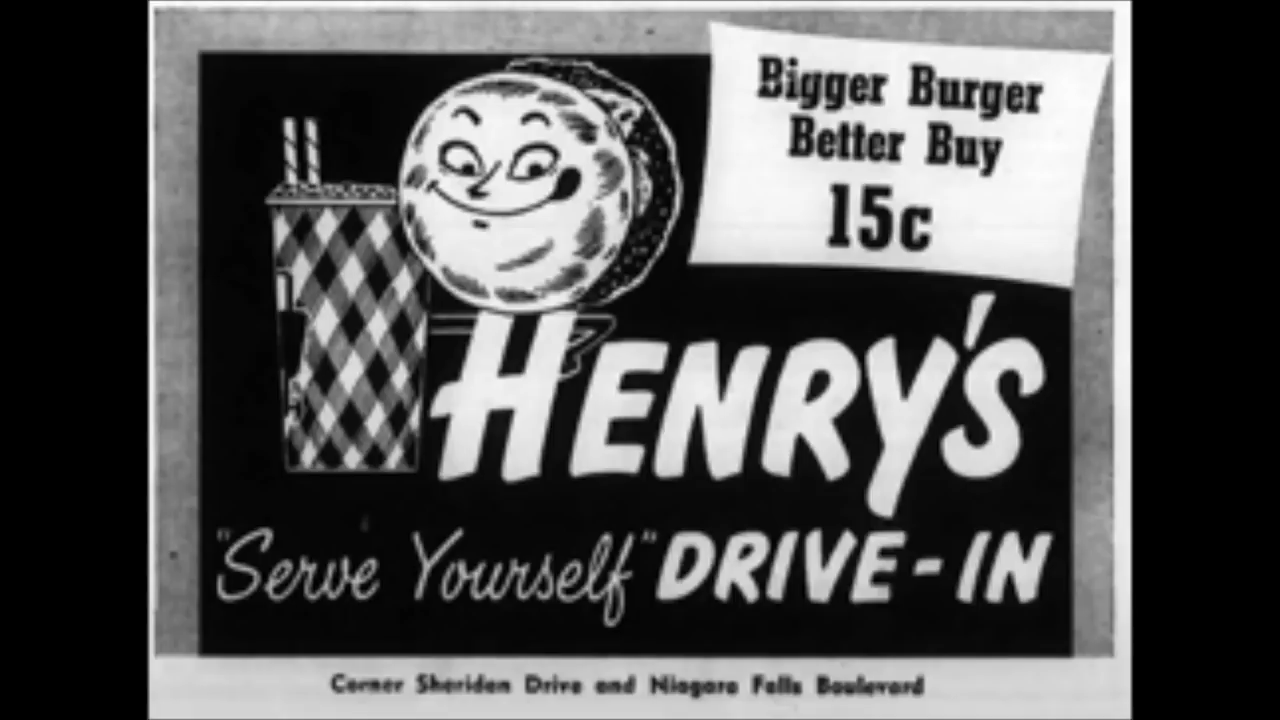 Bigger Burger
Better Buy
15c
HENRY'S
"Serve Yourself" DRIVE-IN
Corner Sheridan Drive and Niagara Falls Boulevard